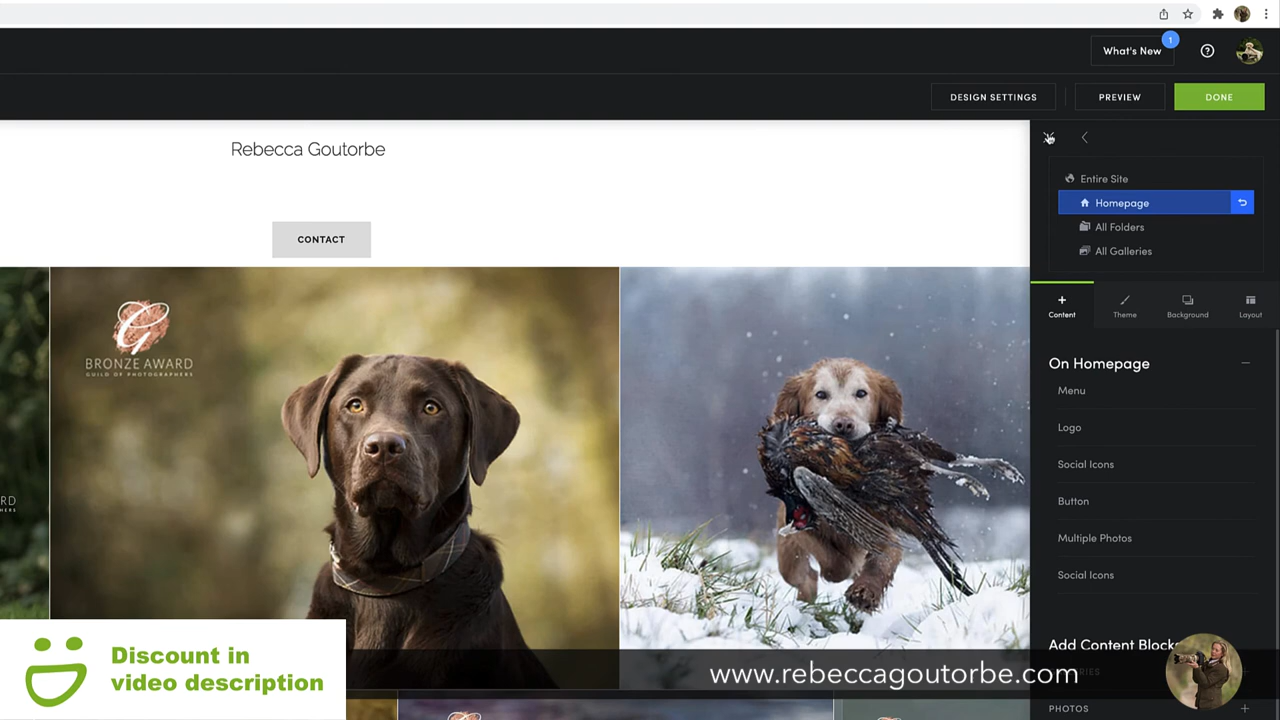 What's New
1
DESIGN SETTINGS
PREVIEW
DONE
Rebecca Goutorbe
CONTACT
Entire Site
Homepage
All Folders
All Galleries
Content
Theme
Background
Layout
On Homepage
Menu
Logo
Social Icons
Button
Multiple Photos
Social Icons
G
BRONZE AWARD
GUILD OF PHOTOGRAPHERS
Discount in
video description
www.rebeccagoutorbe.com
Add Content
PHOTOS